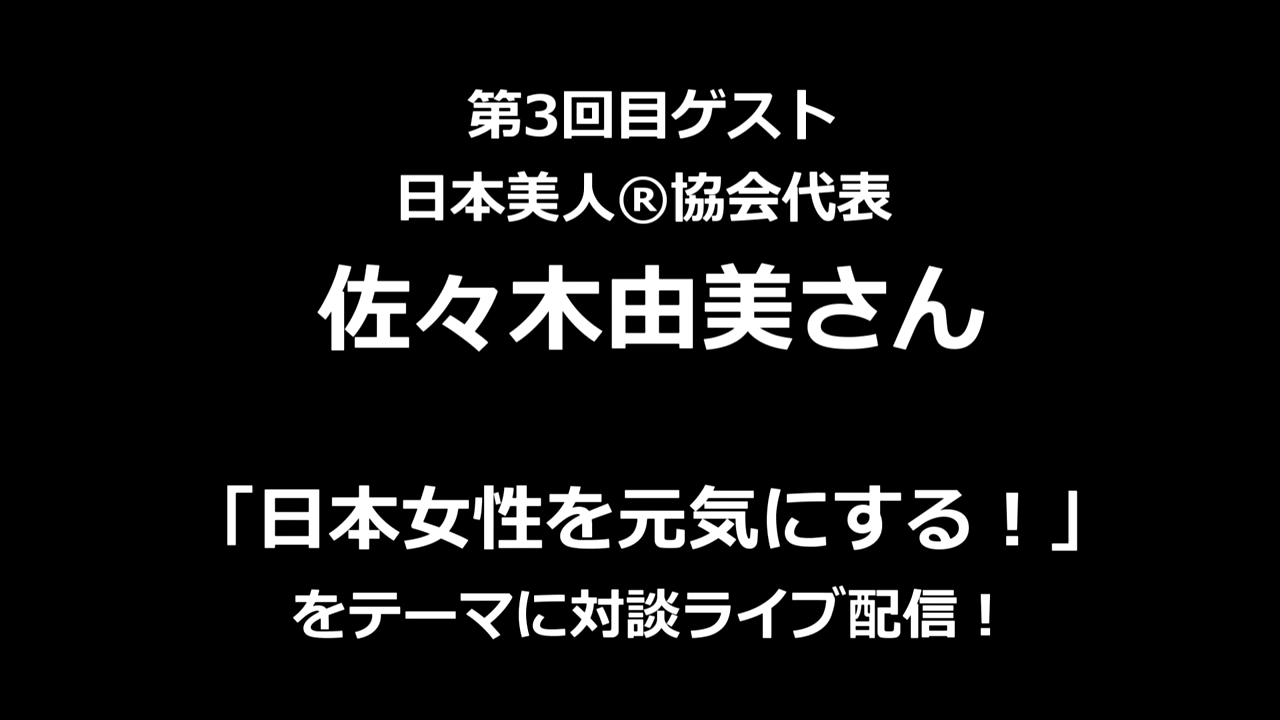 第3回目ゲスト
日本美人®協会代表
佐々木由美さん
「日本女性を元気にする！」
をテーマに対談ライブ配信！